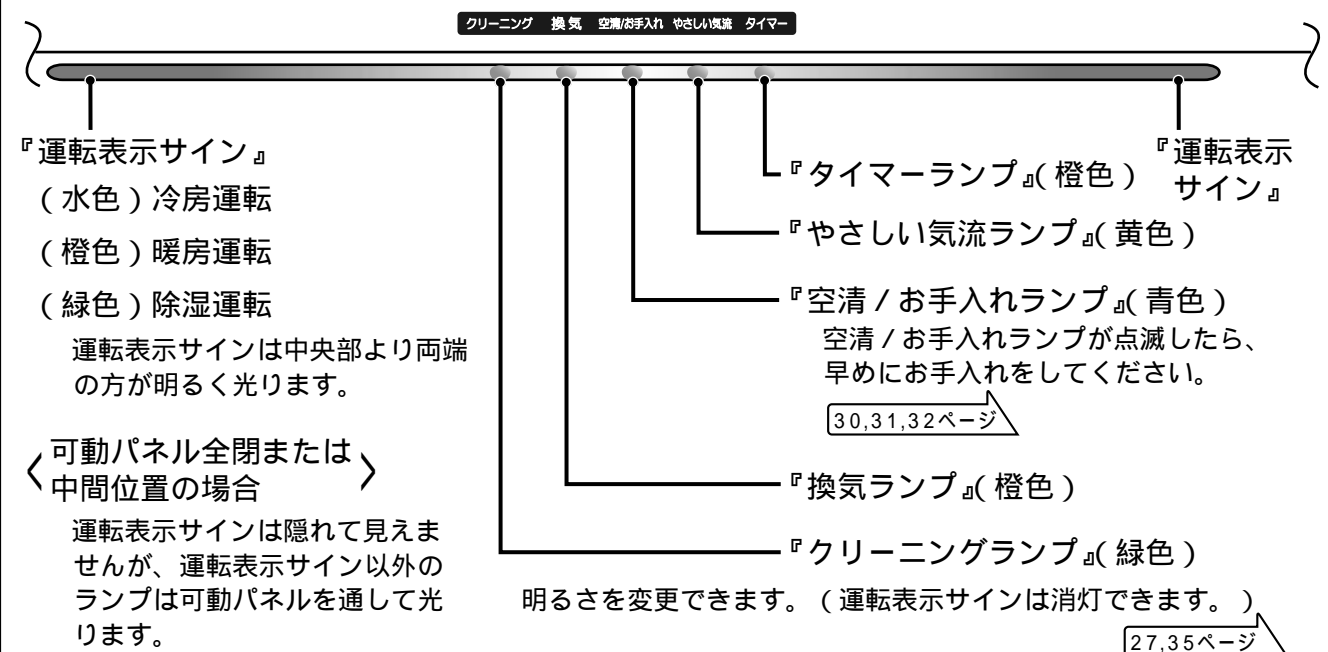 クリーニング 換気 空清/お手入れ やさしい気流 タイマー
『運転表示サイン』
(水色)冷房運転
(橙色)暖房運転
(緑色)除湿運転
運転表示サインは中央部より両端
の方が明るく光ります。
〈可動パネル全閉または
中間位置の場合〉
運転表示サインは隠れて見えま
せんが、運転表示サイン以外の
ランプは可動パネルを通して光
ります。
『タイマーランプ』(橙色)
『運転表示
サイン』
『やさしい気流ランプ』(黄色)
『空清/お手入れランプ』(青色)
空清/お手入れランプが点滅したら、
早めにお手入れをしてください。
30,31,32ページ
『換気ランプ』(橙色)
『クリーニングランプ』(緑色)
明るさを変更できます。(運転表示サインは消灯できます。)
27,35ページ